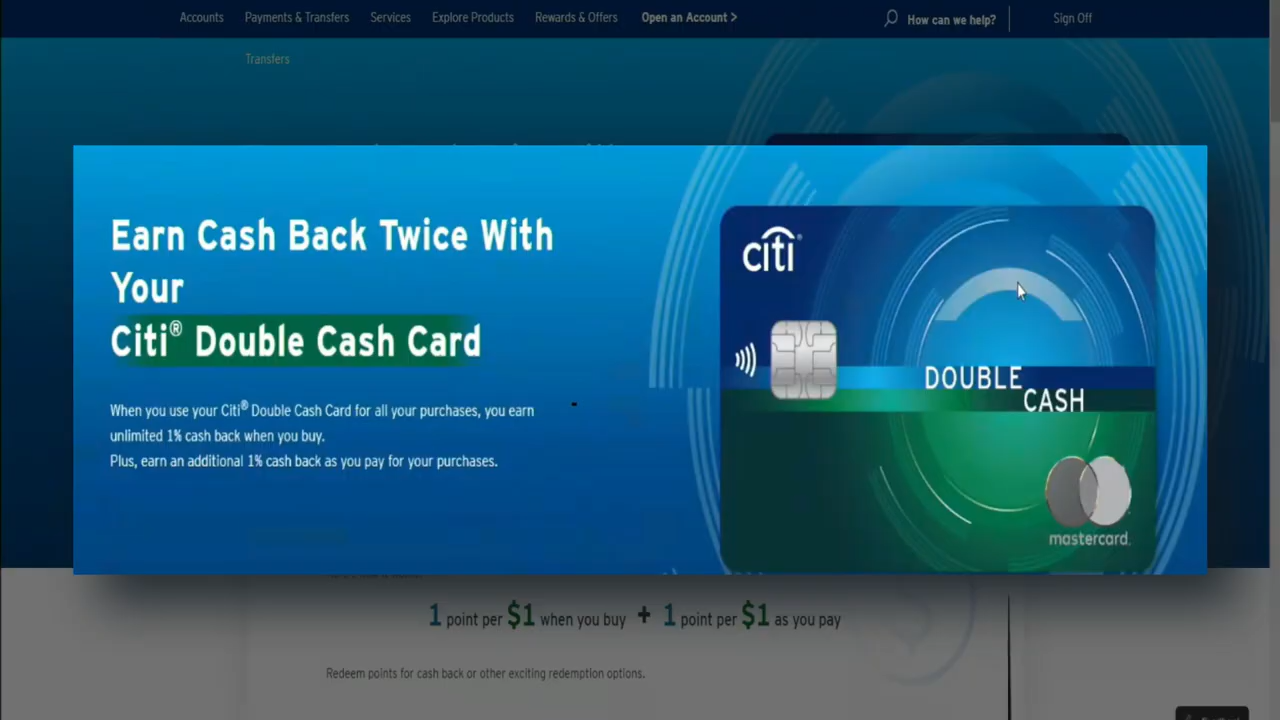 Accounts Payments & Transfers Services Explore Products Rewards & Offers Open an Account > How can we help? Sign Off
Transfers
Earn Cash Back Twice With
Your
Citi® Double Cash Card
When you use your Citi® Double Cash Card for all your purchases, you earn
unlimited 1% cash back when you buy.
Plus, earn an additional 1% cash back as you pay for your purchases.
citi®
DOUBLE
CASH
mastercard.
1 point per $1 when you buy + 1 point per $1 as you pay
Redeem points for cash back or other exciting redemption options.